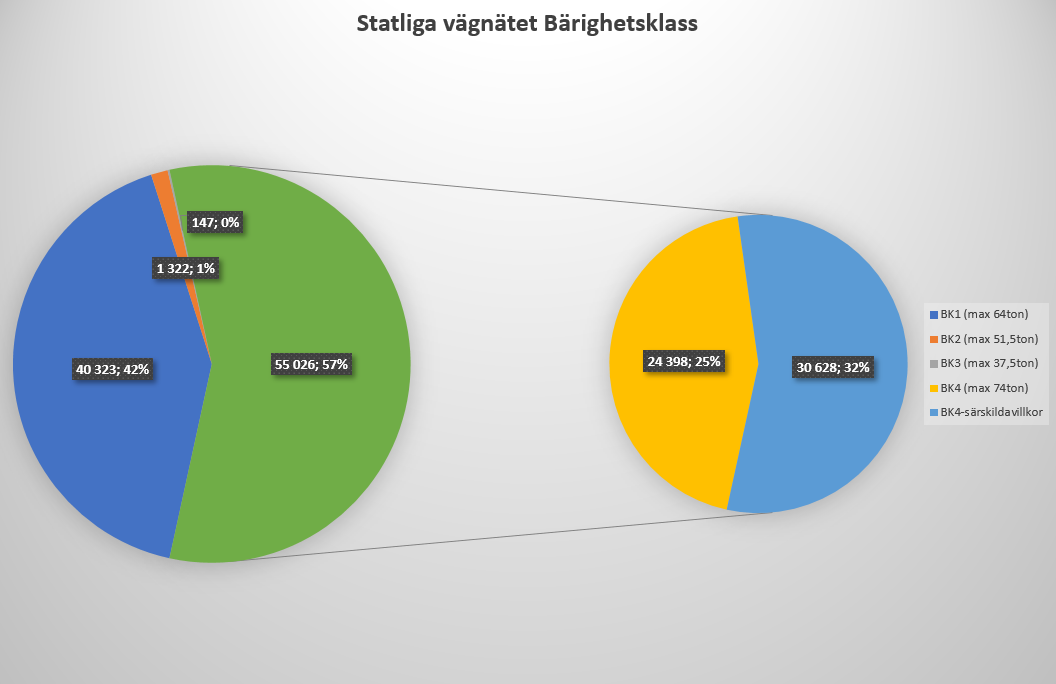 Statliga vägnätet Bärighetsklass
147; 0%
1 322; 1%
40 323; 42%
55 026; 57%
24 398; 25%
30 628; 32%
BK1 (max 64ton)
BK2 (max 51,5ton)
BK3 (max 37,5ton)
BK4 (max 74ton)
BK4-särskildavillkor